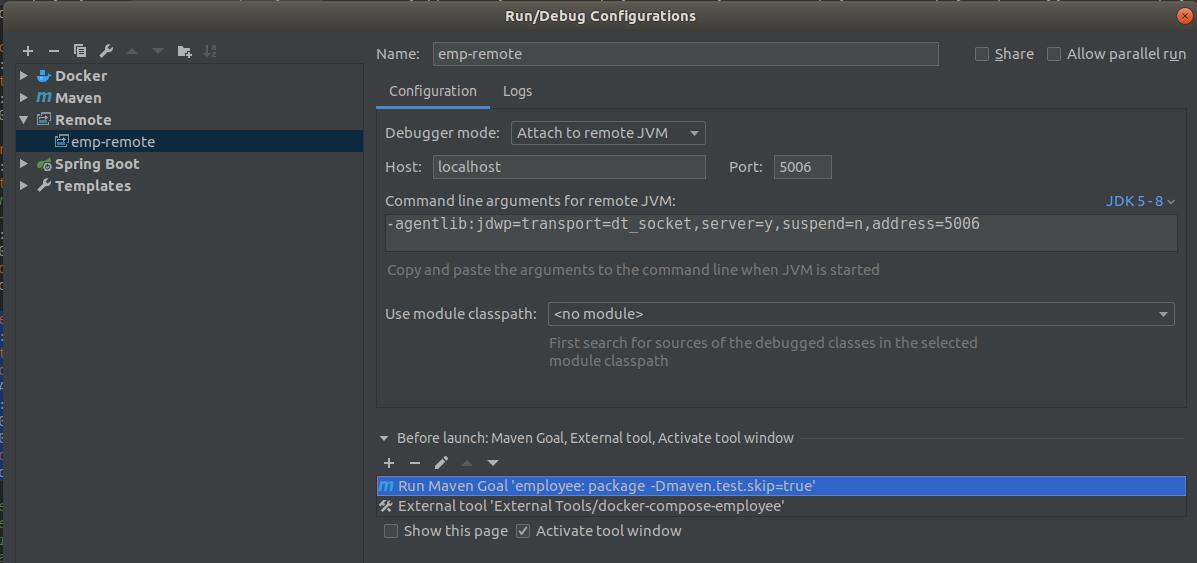 Run/Debug Configurations
Name: emp-remote Share Allow parallel run
Docker
Maven
Remote
emp-remote
Spring Boot
Templates
Configuration Logs
Debugger mode: Attach to remote JVM
Host: localhost Port: 5006
Command line arguments for remote JVM: JDK 5 - 8
-agentlib:jdwp=transport=dt_socket,server=y,suspend=n,address=5006
Copy and paste the arguments to the command line when JVM is started
Use module classpath: <no module>
First search for sources of the debugged classes in the selected
module classpath
Before launch: Maven Goal, External tool, Activate tool window
Run Maven Goal 'employee: package -Dmaven.test.skip=true'
External tool 'External Tools/docker-compose-employee'
Show this page Activate tool window